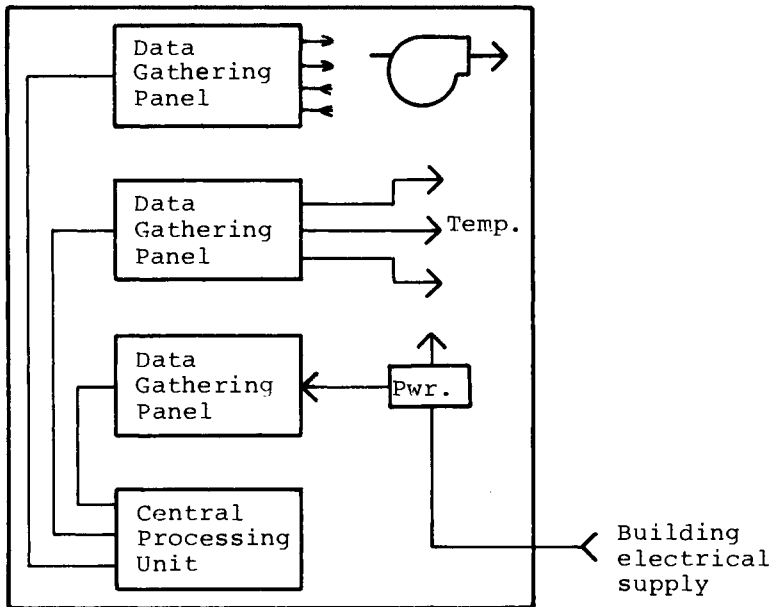 Data
Gathering
Panel
Data
Gathering
Panel
Temp.
Data
Gathering
Panel
Pwr.
Central
Processing
Unit
Building
electrical
supply